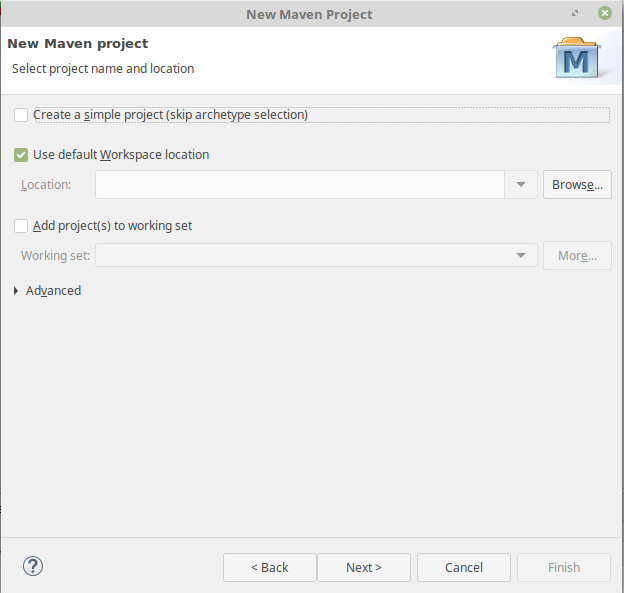 New Maven Project
New Maven project
Select project name and location
M
Create a simple project (skip archetype selection)
Use default Workspace location
Location:
Browse...
Add project(s) to working set
Working set:
More...
Advanced
?
< Back
Next >
Cancel
Finish